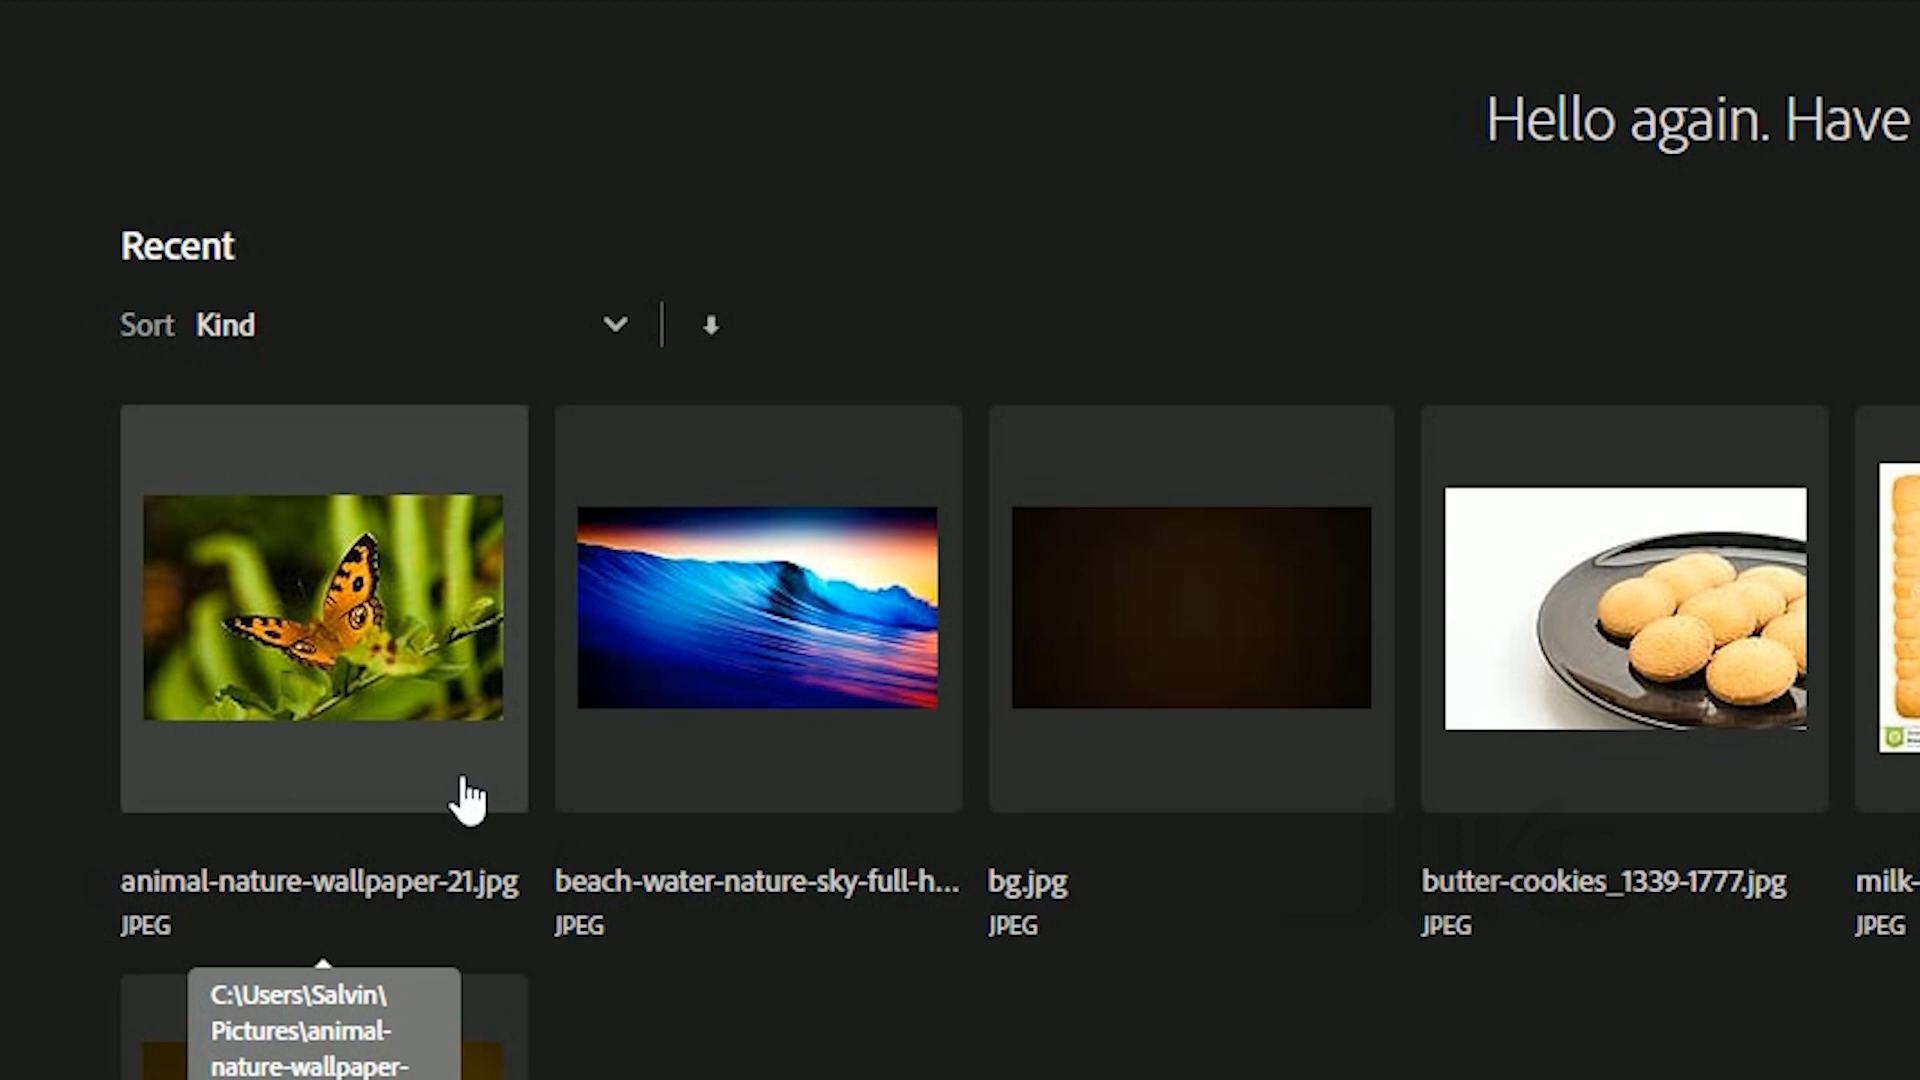 Hello again. Have
Recent
Sort Kind
animal-nature-wallpaper-21.jpg
JPEG
beach-water-nature-sky-full-h...
JPEG
bg.jpg
JPEG
butter-cookies_1339-1777.jpg
JPEG
milk-
JPEG
C:\Users\Salvin\
Pictures\animal-
nature-wallpaper-